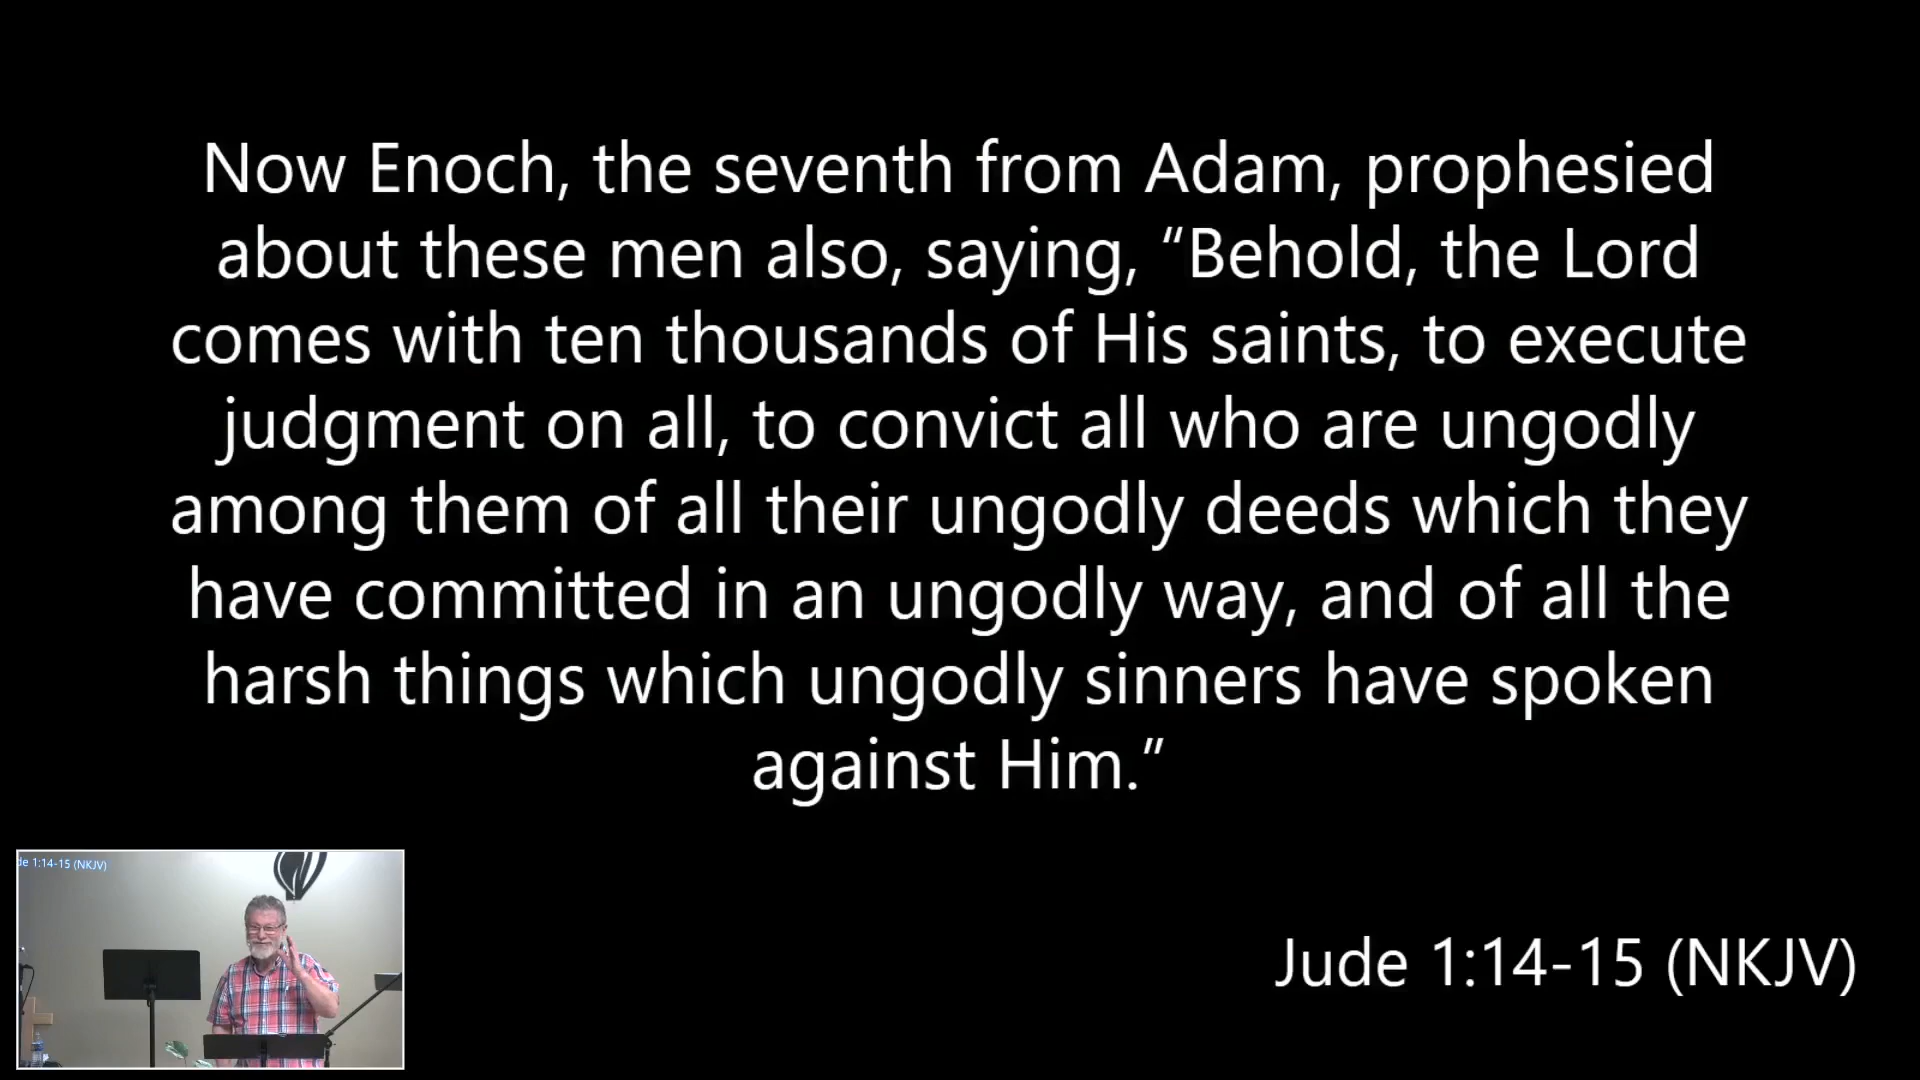 Now Enoch, the seventh from Adam, prophesied
about these men also, saying, “Behold, the Lord
comes with ten thousands of His saints, to execute
judgment on all, to convict all who are ungodly
among them of all their ungodly deeds which they
have committed in an ungodly way, and of all the
harsh things which ungodly sinners have spoken
against Him.”
de 1:14-15 (NKJV)
Jude 1:14-15 (NKJV)